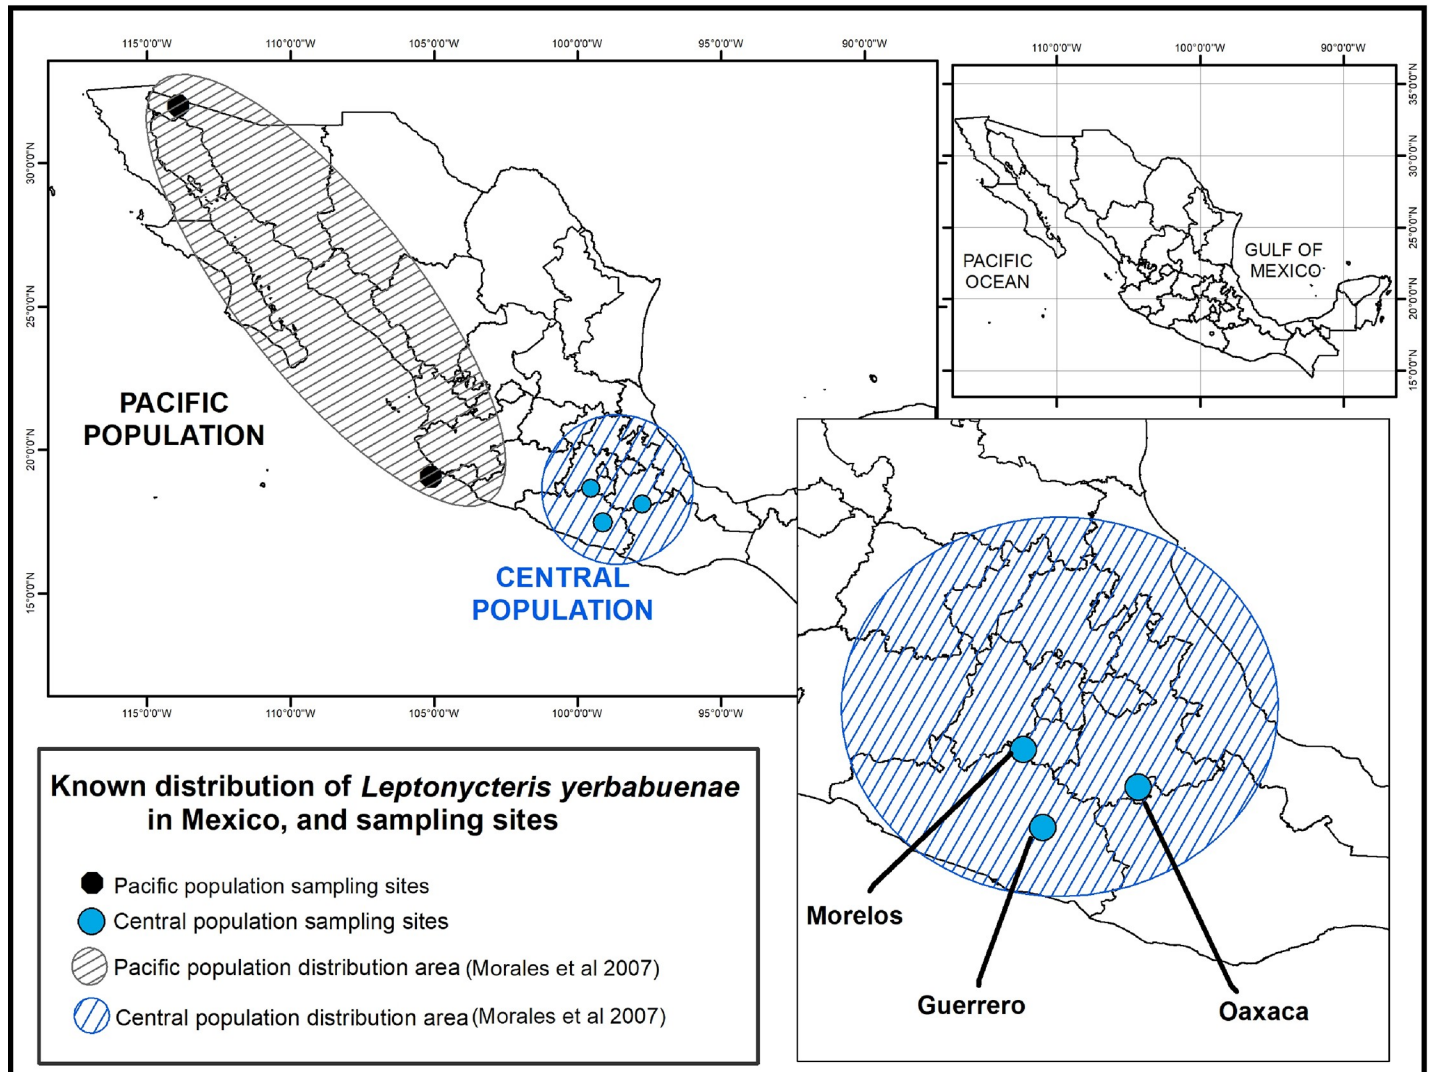 115°0'0"W 110°0'0"W 105°0'0"W 100°0'0"W 95°0'0"W 90°0'0"W
110°0'0"W 100°0'0"W 90°0'0"W
30°0'0"N
25°0'0"N
20°0'0"N
15°0'0"N
35°0'0"N
30°0'0"N
25°0'0"N
20°0'0"N
15°0'0"N
PACIFIC
OCEAN
GULF OF
MEXICO
PACIFIC
POPULATION
CENTRAL
POPULATION
115°0'0"W 110°0'0"W 105°0'0"W 100°0'0"W 95°0'0"W
Morelos
Guerrero
Oaxaca
Known distribution of Leptonycteris yerbabuenae
in Mexico, and sampling sites
Pacific population sampling sites
Central population sampling sites
Pacific population distribution area (Morales et al 2007)
Central population distribution area (Morales et al 2007)